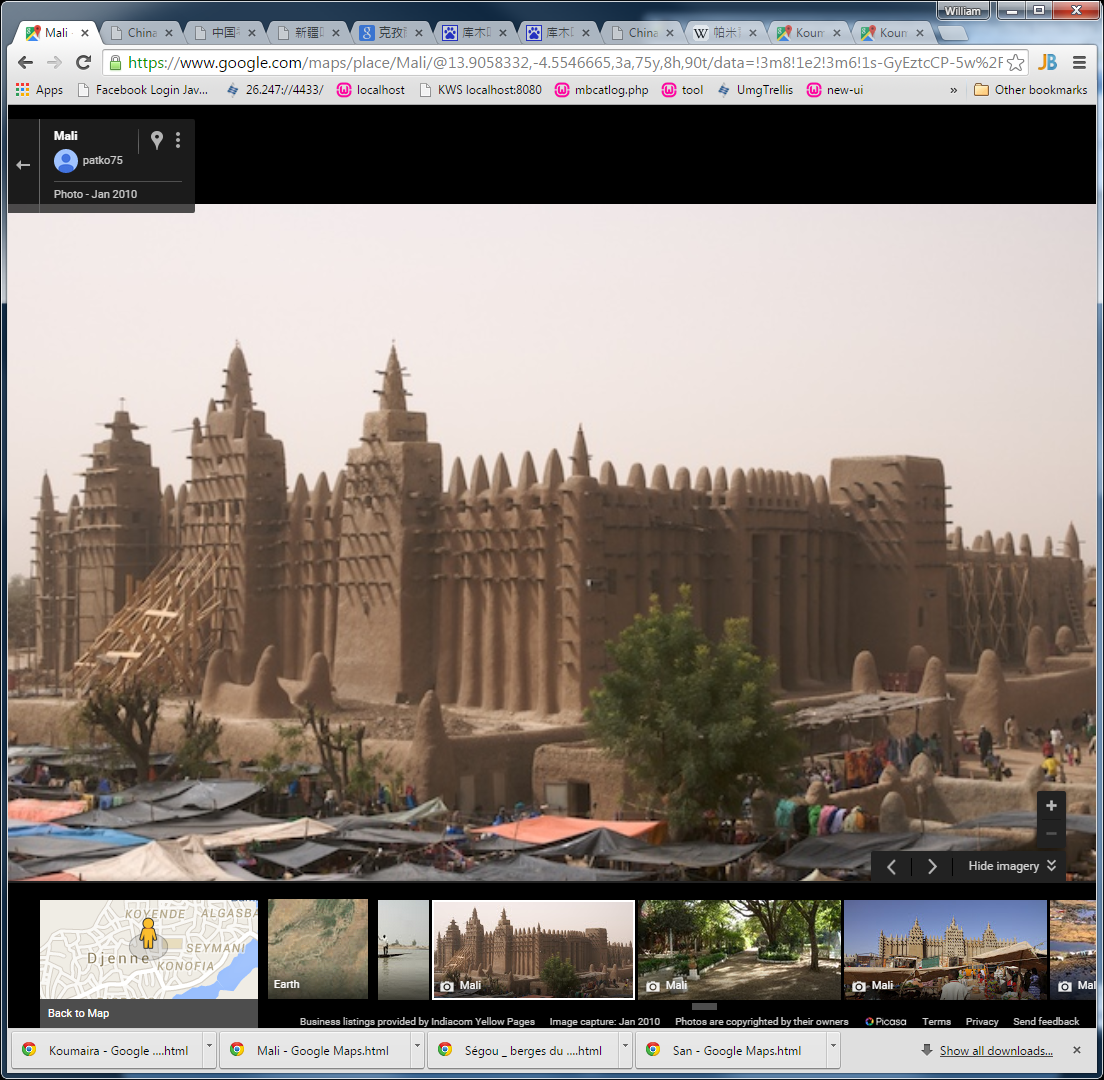 William
Mali
China
中国
新疆
克孜
库木
库木
China
帕米
Koum
Koun
https://www.google.com/maps/place/Mali/@13.9058332,-4.5546665,3a,75y,8h,90t/data=!3m8!1e2!3m6!1s-GyEztcCP-5w%2F
Apps
Facebook Login Jav...
26.247://4433/
localhost
KWS localhost:8080
mbcatlog.php
tool
UmgTrellis
new-ui
»
Other bookmarks
Mali
patko75
Photo - Jan 2010
Hide imagery
KOYENDE
ALGASBA
SEYMANI
Djenne
KONOFIA
Back to Map
Earth
Mali
Mali
Mali
Mal
Business listings provided by Indiacom Yellow Pages
Image capture: Jan 2010
Photos are copyrighted by their owners
Picasa
Terms
Privacy
Send feedback
Koumaira - Google ....html
Mali - Google Maps.html
Ségou _ berges du ....html
San - Google Maps.html
Show all downloads...